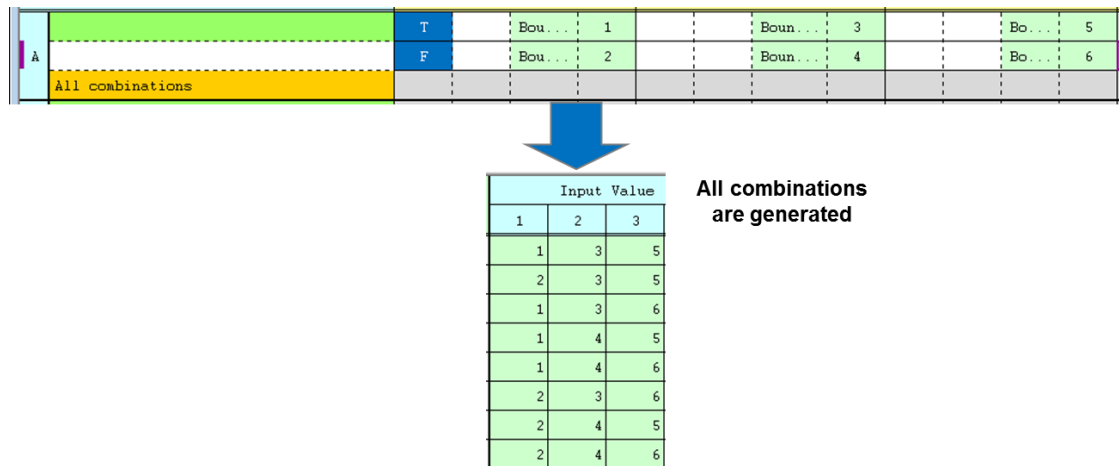 T Bou... 1 Boun... 3 Bo... 5
A F Bou... 2 Boun... 4 Bo... 6
All combinations
Input Value
1 2 3
1 3 5
2 3 5
1 3 6
1 4 5
1 4 6
2 3 6
2 4 5
2 4 6
All combinations
are generated